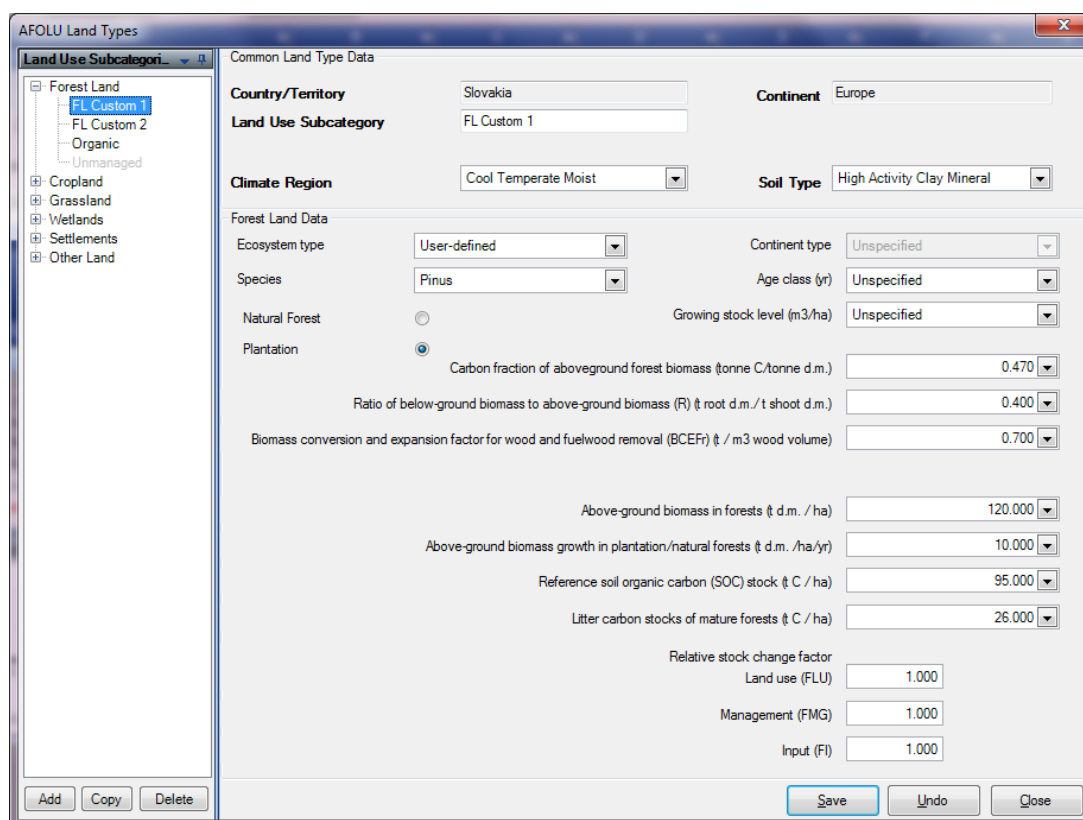 AFOLU Land Types
Land Use Subcategori...
Forest Land
FL Custom 1
FL Custom 2
Organic
Unmanaged
Cropland
Grassland
Wetlands
Settlements
Other Land
Add Copy Delete
Common Land Type Data
Country/Territory Slovakia Continent Europe
Land Use Subcategory FL Custom 1
Climate Region Cool Temperate Moist Soil Type High Activity Clay Mineral
Forest Land Data
Ecosystem type User-defined Continent type Unspecified
Species Pinus Age class (yr) Unspecified
Natural Forest Growing stock level (m3/ha) Unspecified
Plantation
Carbon fraction of aboveground forest biomass (tonne C/tonne d.m.) 0.470
Ratio of below-ground biomass to above-ground biomass (R) (t root d.m./ t shoot d.m.) 0.400
Biomass conversion and expansion factor for wood and fuelwood removal (BCEFr) (t / m3 wood volume) 0.700
Above-ground biomass in forests (t d.m. / ha) 120.000
Above-ground biomass growth in plantation/natural forests (t d.m. /ha/yr) 10.000
Reference soil organic carbon (SOC) stock (t C / ha) 95.000
Litter carbon stocks of mature forests (t C / ha) 26.000
Relative stock change factor
Land use (FLU) 1.000
Management (FMG) 1.000
Input (FI) 1.000
Save Undo Close